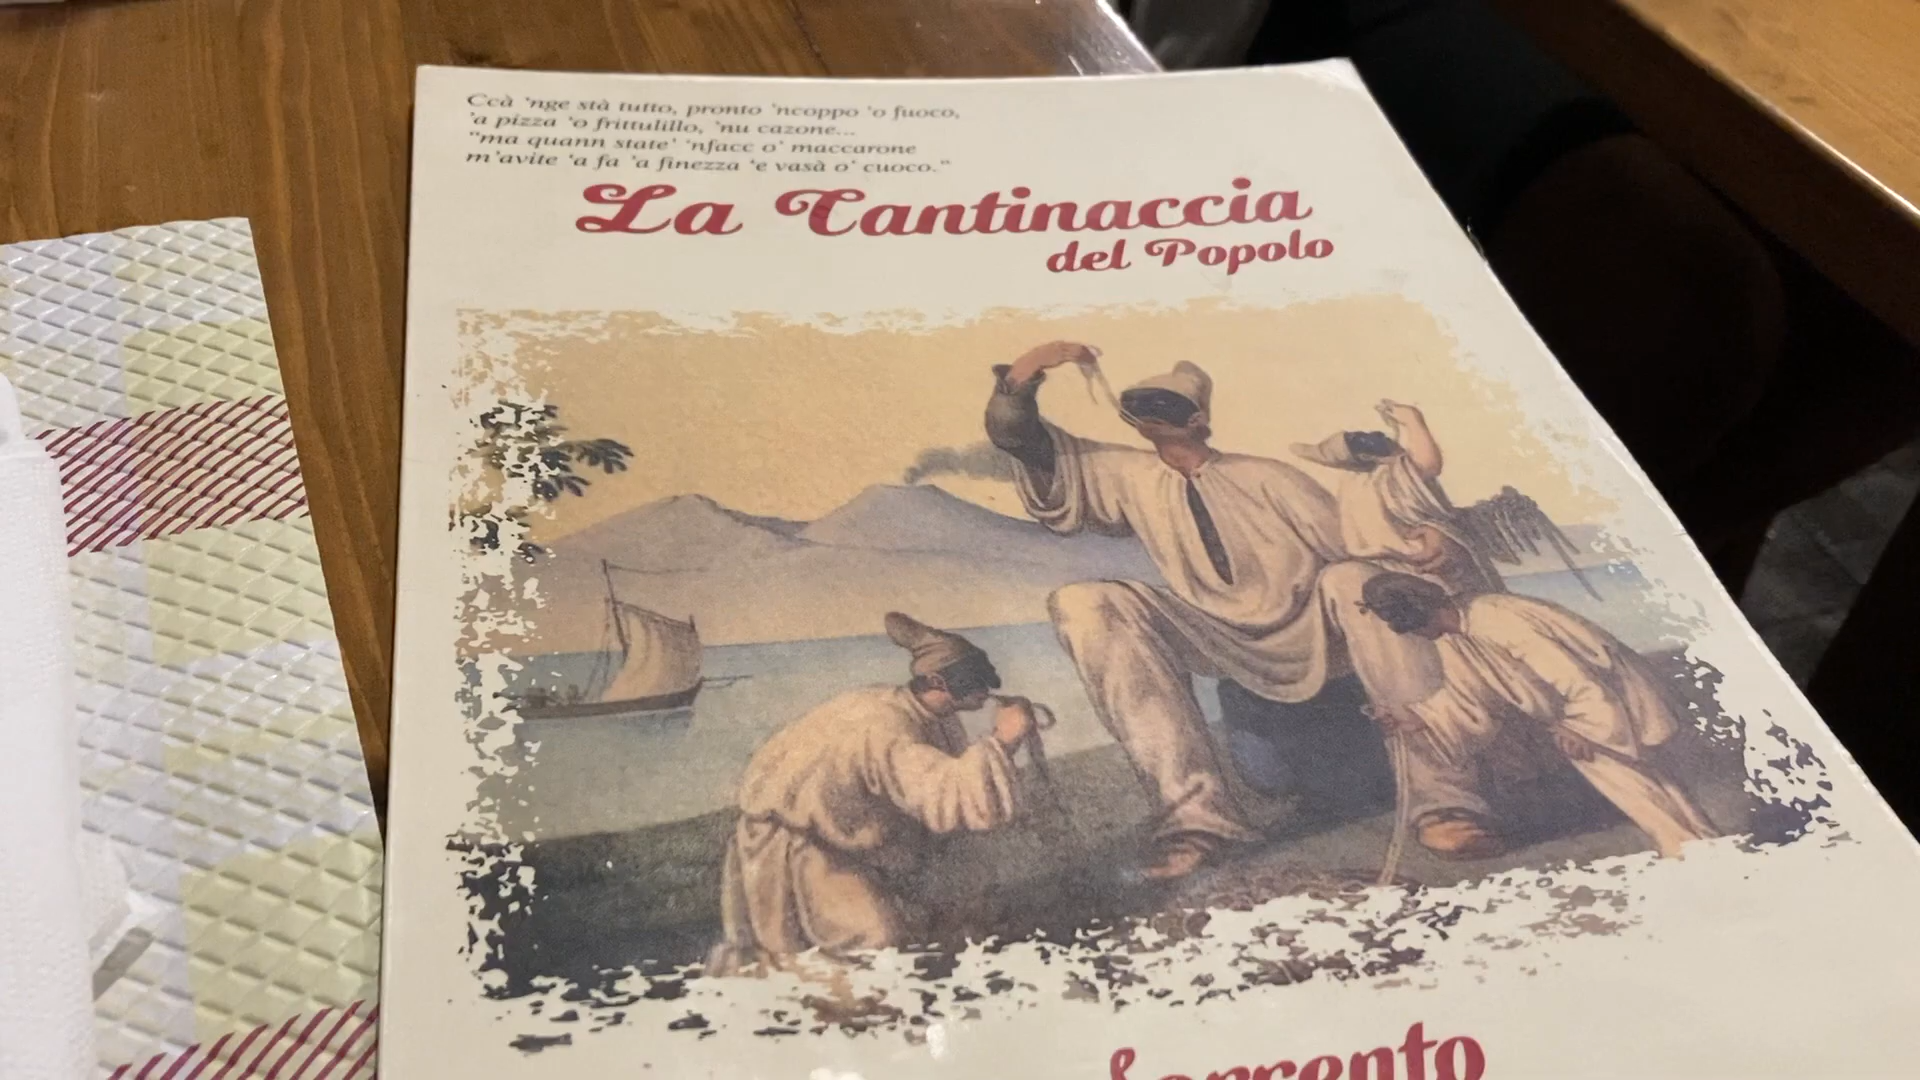 Ccà 'nge stà tutto, pronto 'ncoppo 'o fuoco,
'a pizza 'o frittulillo, 'nu cazone...
"ma quann state' 'nfacc o' maccarone
m'avite 'a fa 'a finezza 'e vasà o' cuoco."
La Cantinaccia
del Popolo
Sorrento